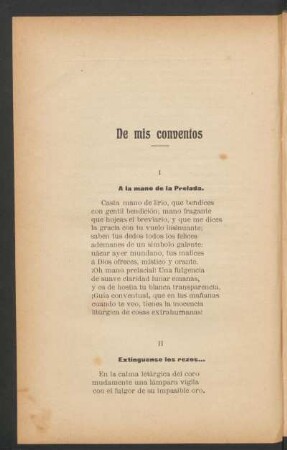 De mis conventos
I
A la mano de la Prelada.
Casta mano de lirio, que bendices
con gentil bendición; mano fragante
que hojeas el breviario, y que me dices
la gracia con tu vuelo
saben tus dedos todos los
ademanes de un símbolo galante:
nácar ayer mundano, tus matices
á Dios ofreces, místico y orante.
¡Oh mano prelacial! Una fulgencia
de suave claridad lunar emanas,
y es de hostia tu blanca transparencia.
¡Guía conventual, que en las mañanas
cuando te veo, tienes la vocencia
litúrgica de cosas extrahumanas!
II
Extínguense los rezos...
En la calma letárgica del coro
mudamente una lámpara vigila
con el fulgor de su impasible oro,